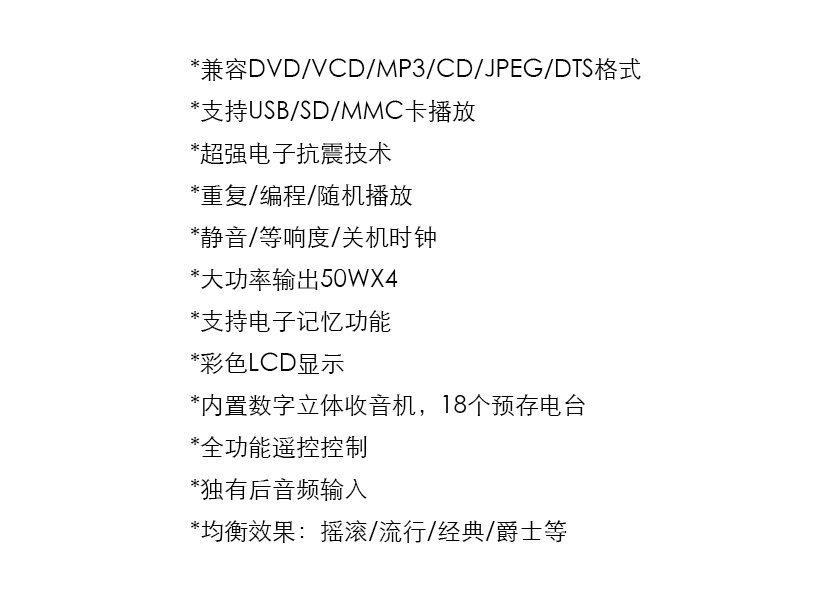 *兼容DVD/VCD/MP3/CD/JPEG/DTS格式
*支持USB/SD/MMC卡播放
*超强电子抗震技术
*重复/编程/随机播放
*静音/等响度/关机时钟
*大功率输出50WX4
*支持电子记忆功能
*彩色LCD显示
*内置数字立体收音机，18个预存电台
*全功能遥控控制
*独有后音频输入
*均衡效果：摇滚/流行/经典/爵士等